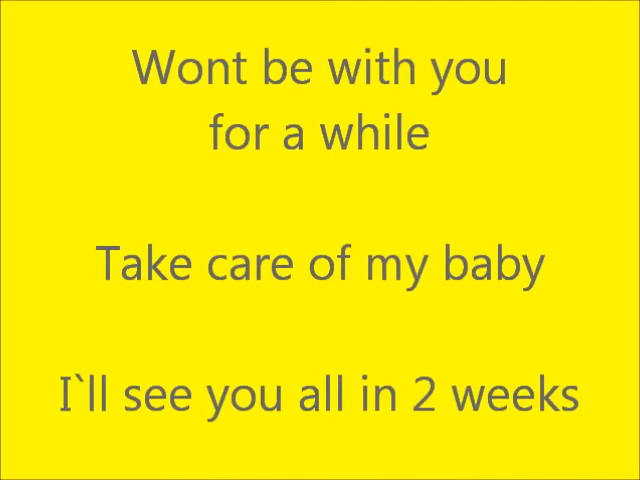 Wont be with you
for a while
Take care of my baby
I`ll see you all in 2 weeks